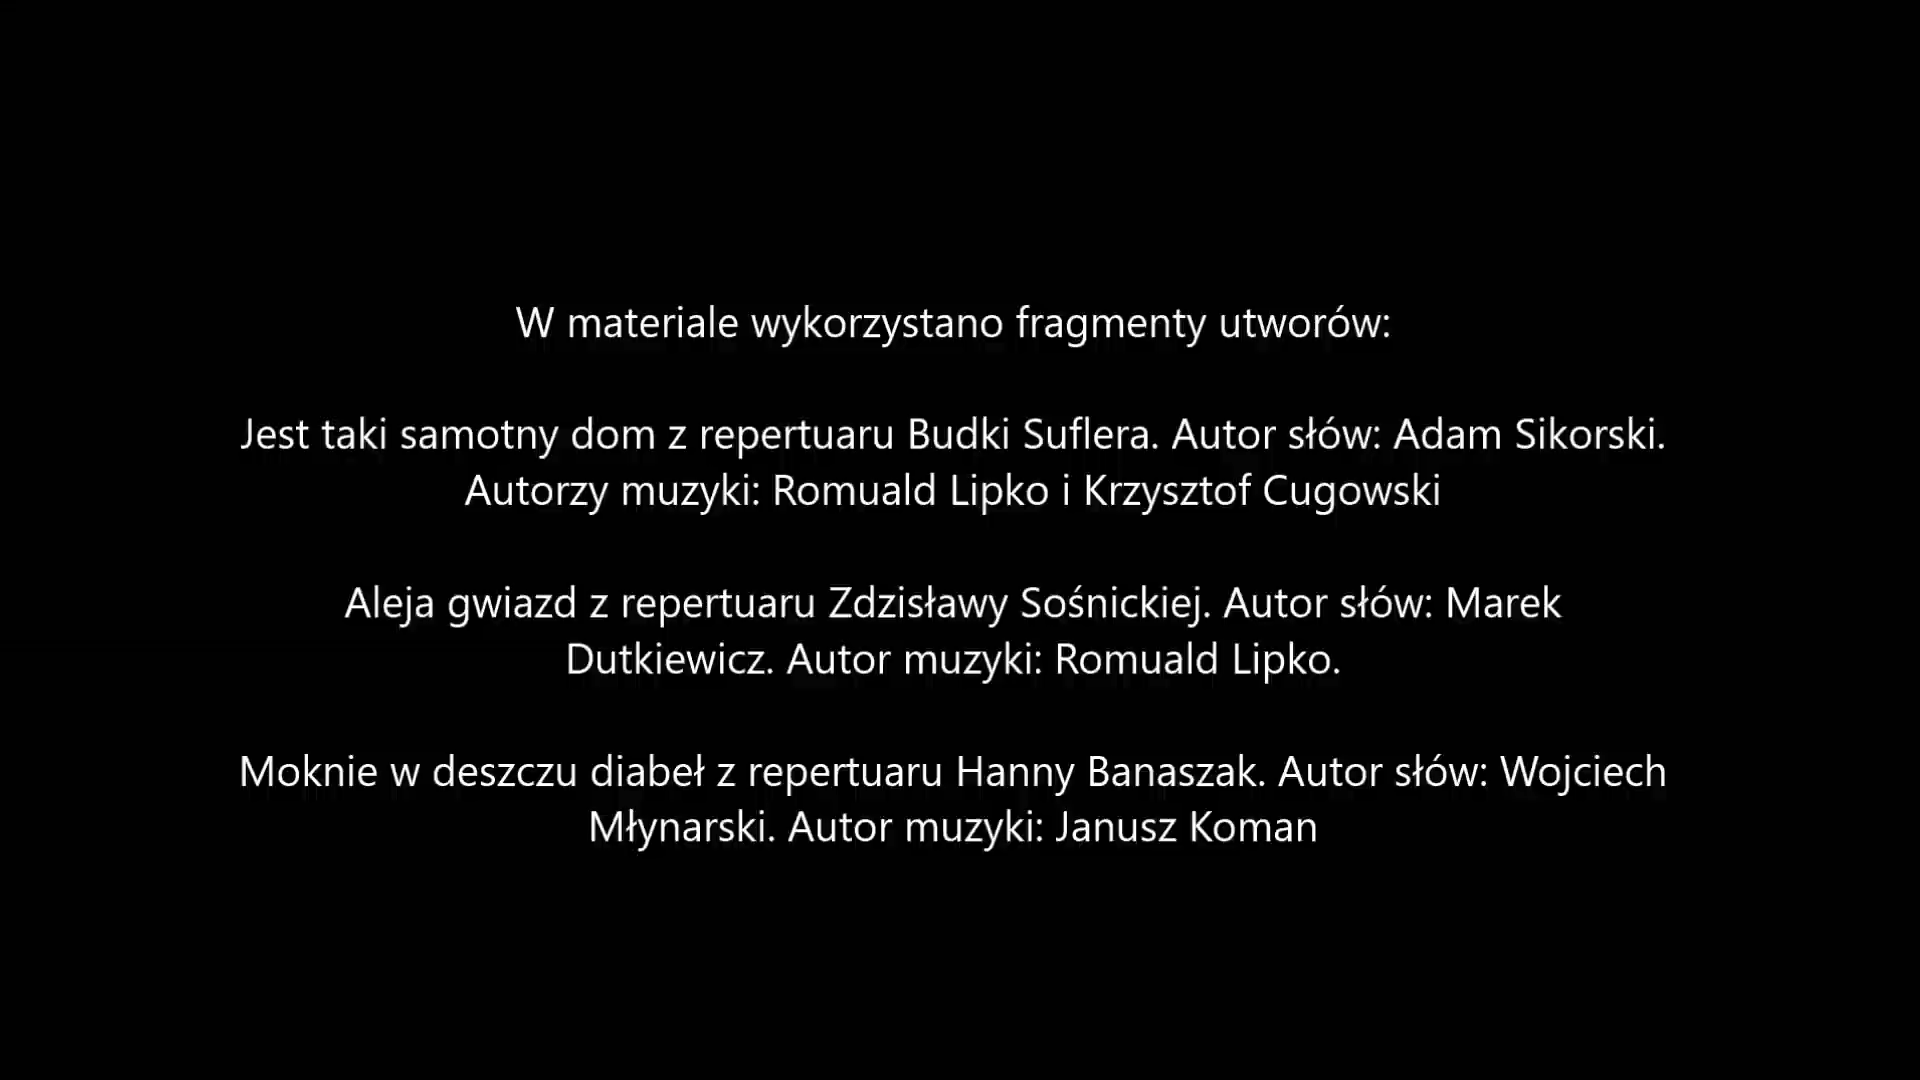 W materiale wykorzystano fragmenty utworów:
Jest taki samotny dom z repertuaru Budki Suflera. Autor słów: Adam Sikorski.
Autorzy muzyki: Romuald Lipko i Krzysztof Cugowski
Aleja gwiazd z repertuaru Zdzisławy Sośnickiej. Autor słów: Marek
Dutkiewicz. Autor muzyki: Romuald Lipko.
Moknie w deszczu diabeł z repertuaru Hanny Banaszak. Autor słów: Wojciech
Młynarski. Autor muzyki: Janusz Koman